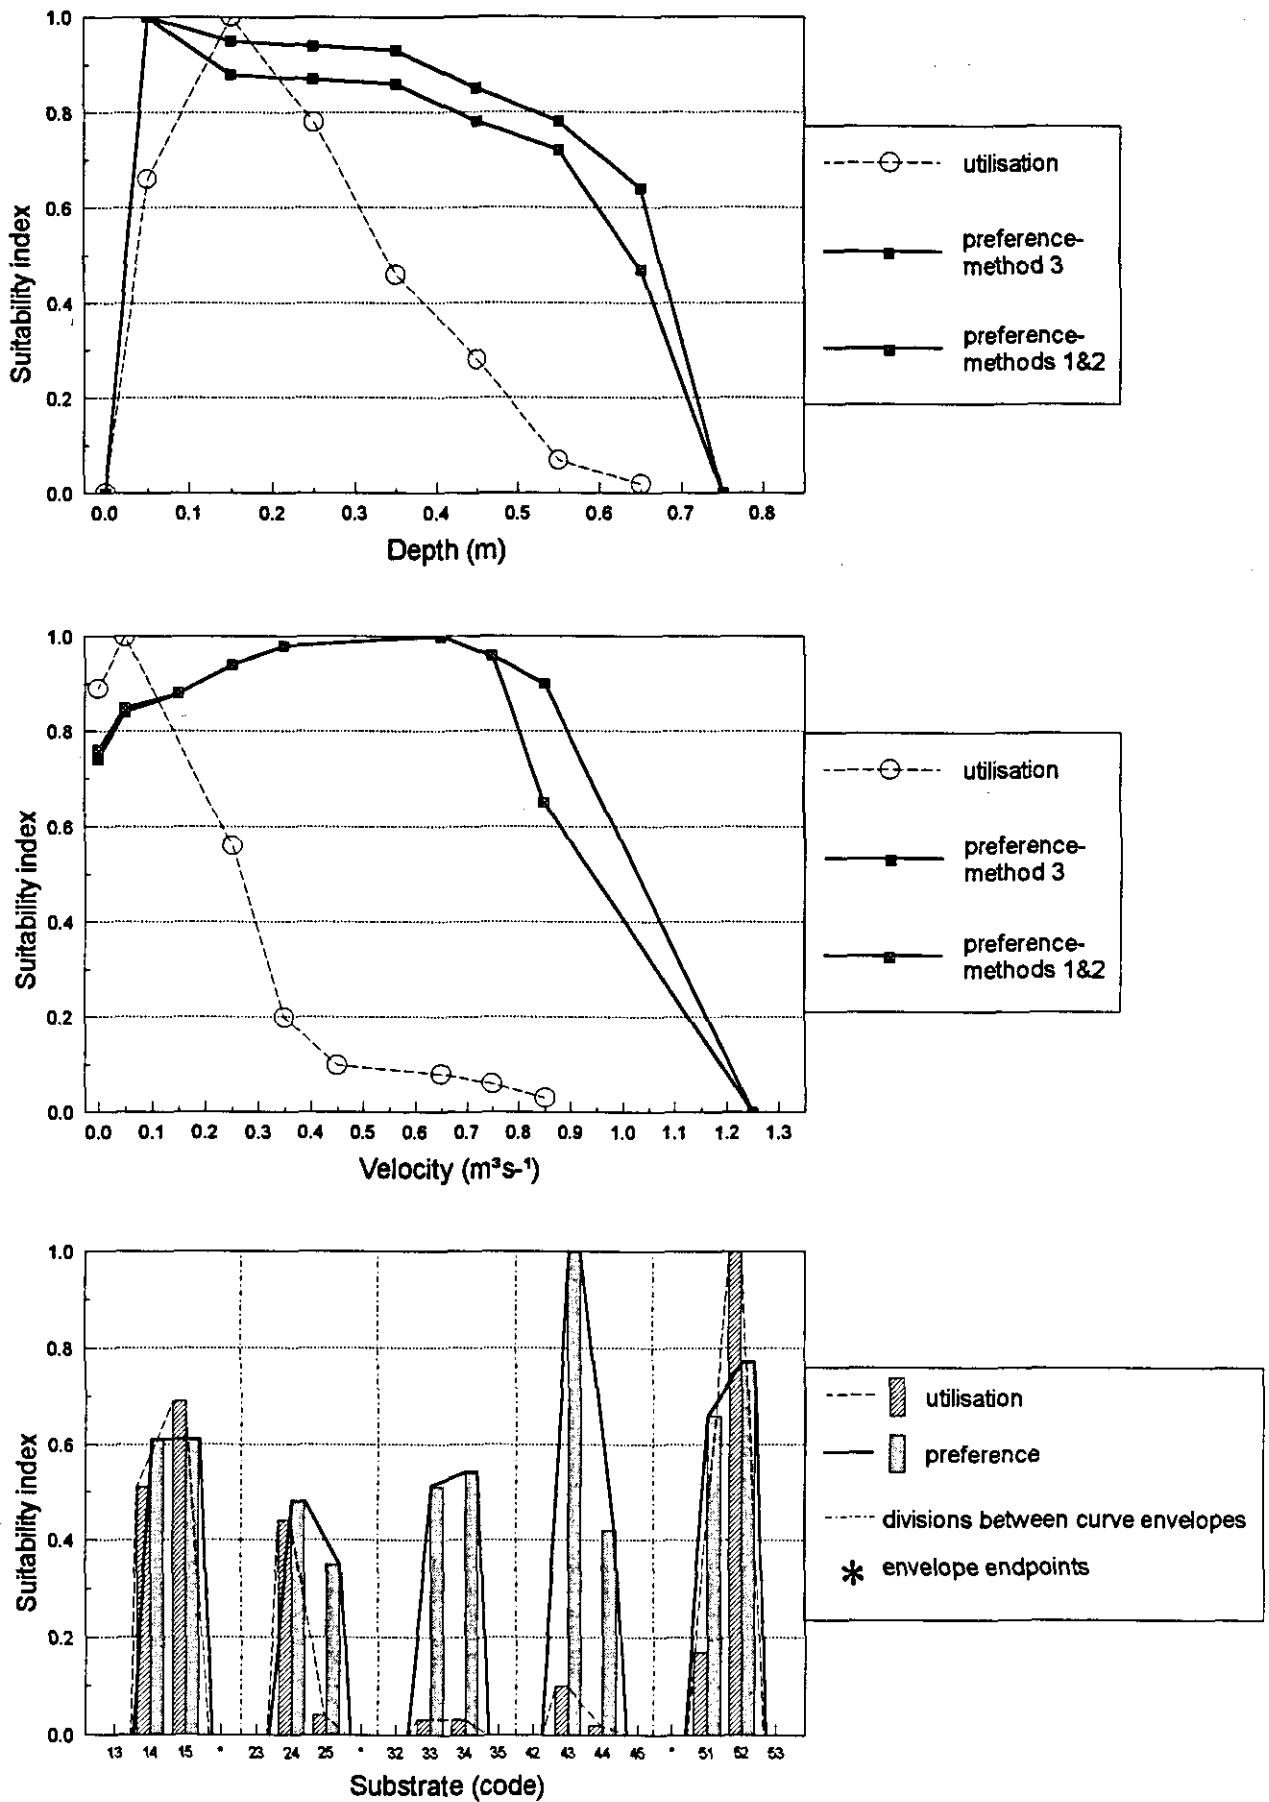 1.0
0.8
0.6
0.4
0.2
0.0
Suitability index
0.0 0.1 0.2 0.3 0.4 0.5 0.6 0.7 0.8
Depth (m)
utilisation
preference-
method 3
preference-
methods 1&2
1.0
0.8
0.6
0.4
0.2
0.0
Suitability index
0.0 0.1 0.2 0.3 0.4 0.5 0.6 0.7 0.8 0.9 1.0 1.1 1.2 1.3
Velocity (m³s-¹)
utilisation
preference-
method 3
preference-
methods 1&2
1.0
0.8
0.6
0.4
0.2
0.0
Suitability index
13 14 15 * 23 24 25 * 32 33 34 35 42 43 44 45 * 51 52 53
Substrate (code)
utilisation
preference
divisions between curve envelopes
* envelope endpoints